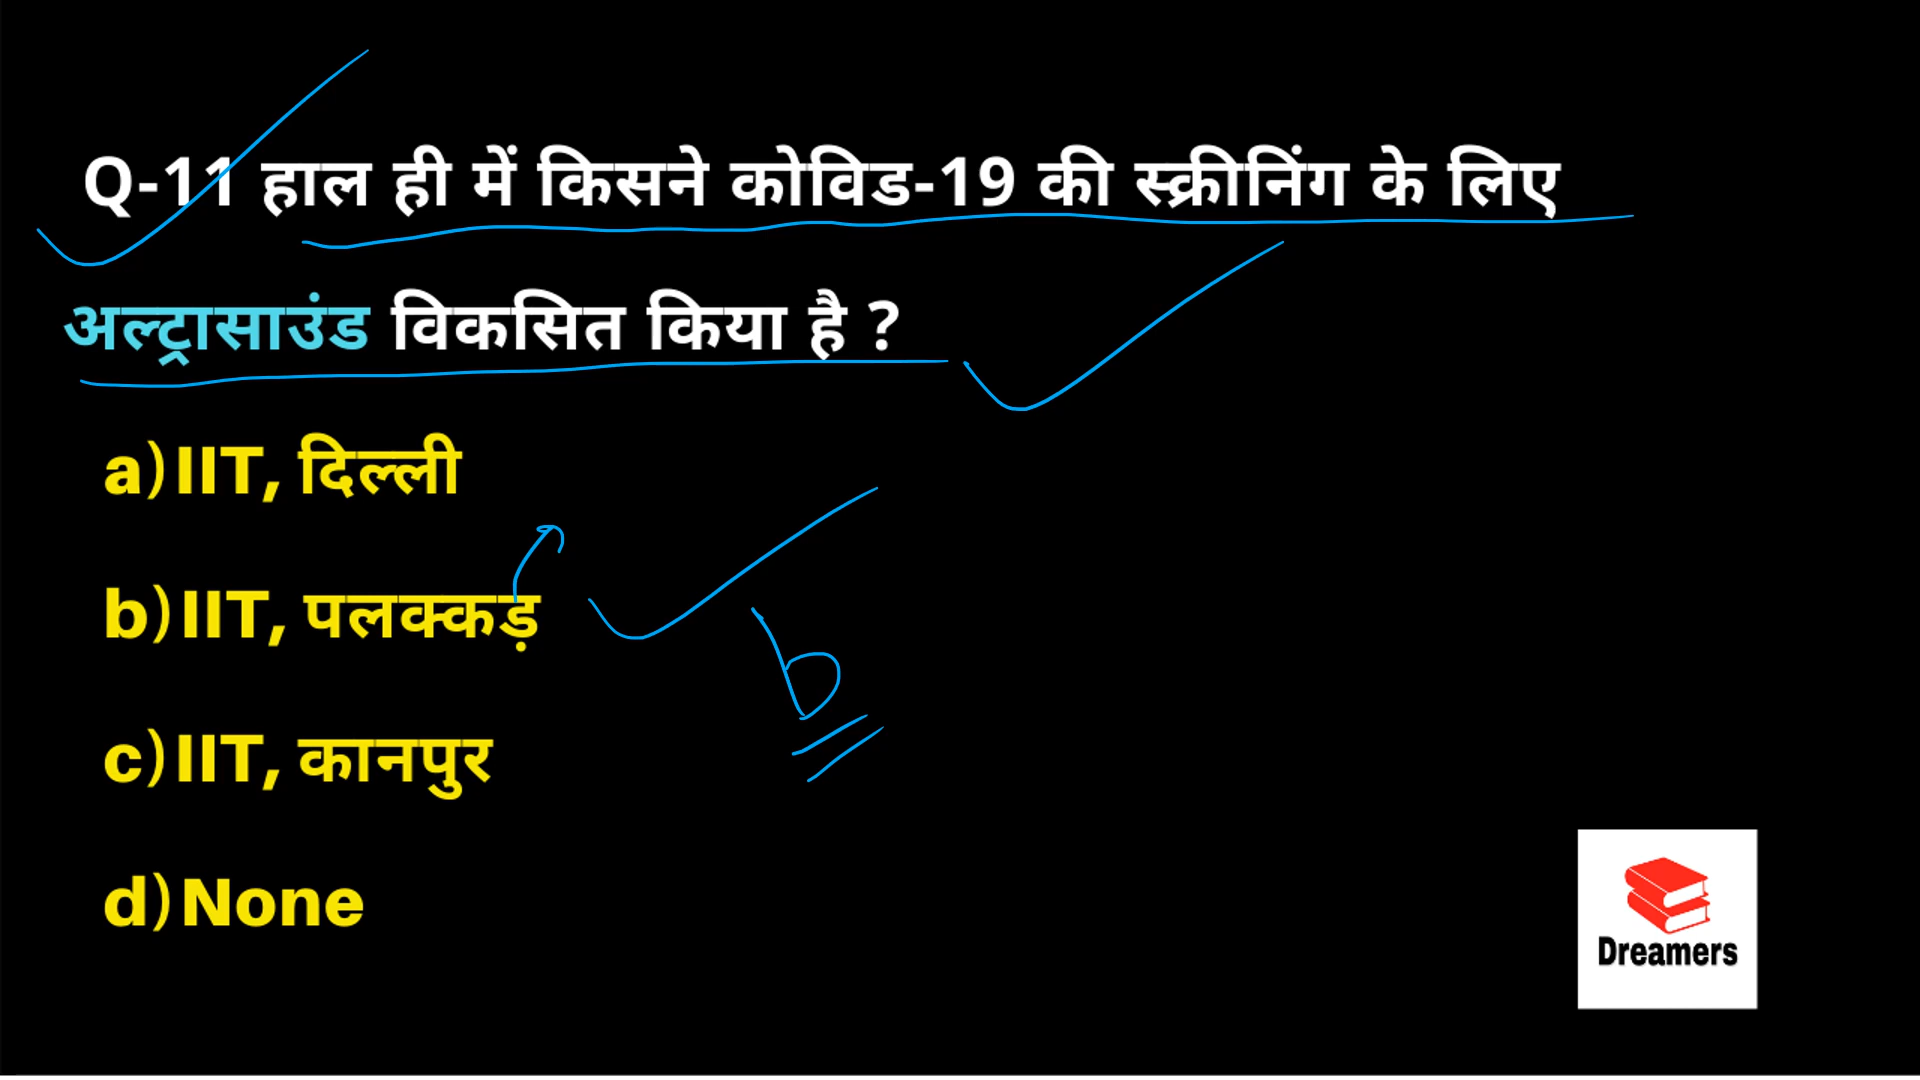 Q-11 हाल ही में किसने कोविड-19 की स्क्रीनिंग के लिए
अल्ट्रासाउंड विकसित किया है ?
a) IIT, दिल्ली
b) IIT, पलक्कड़
b
c) IIT, कानपुर
d) None
Dreamers